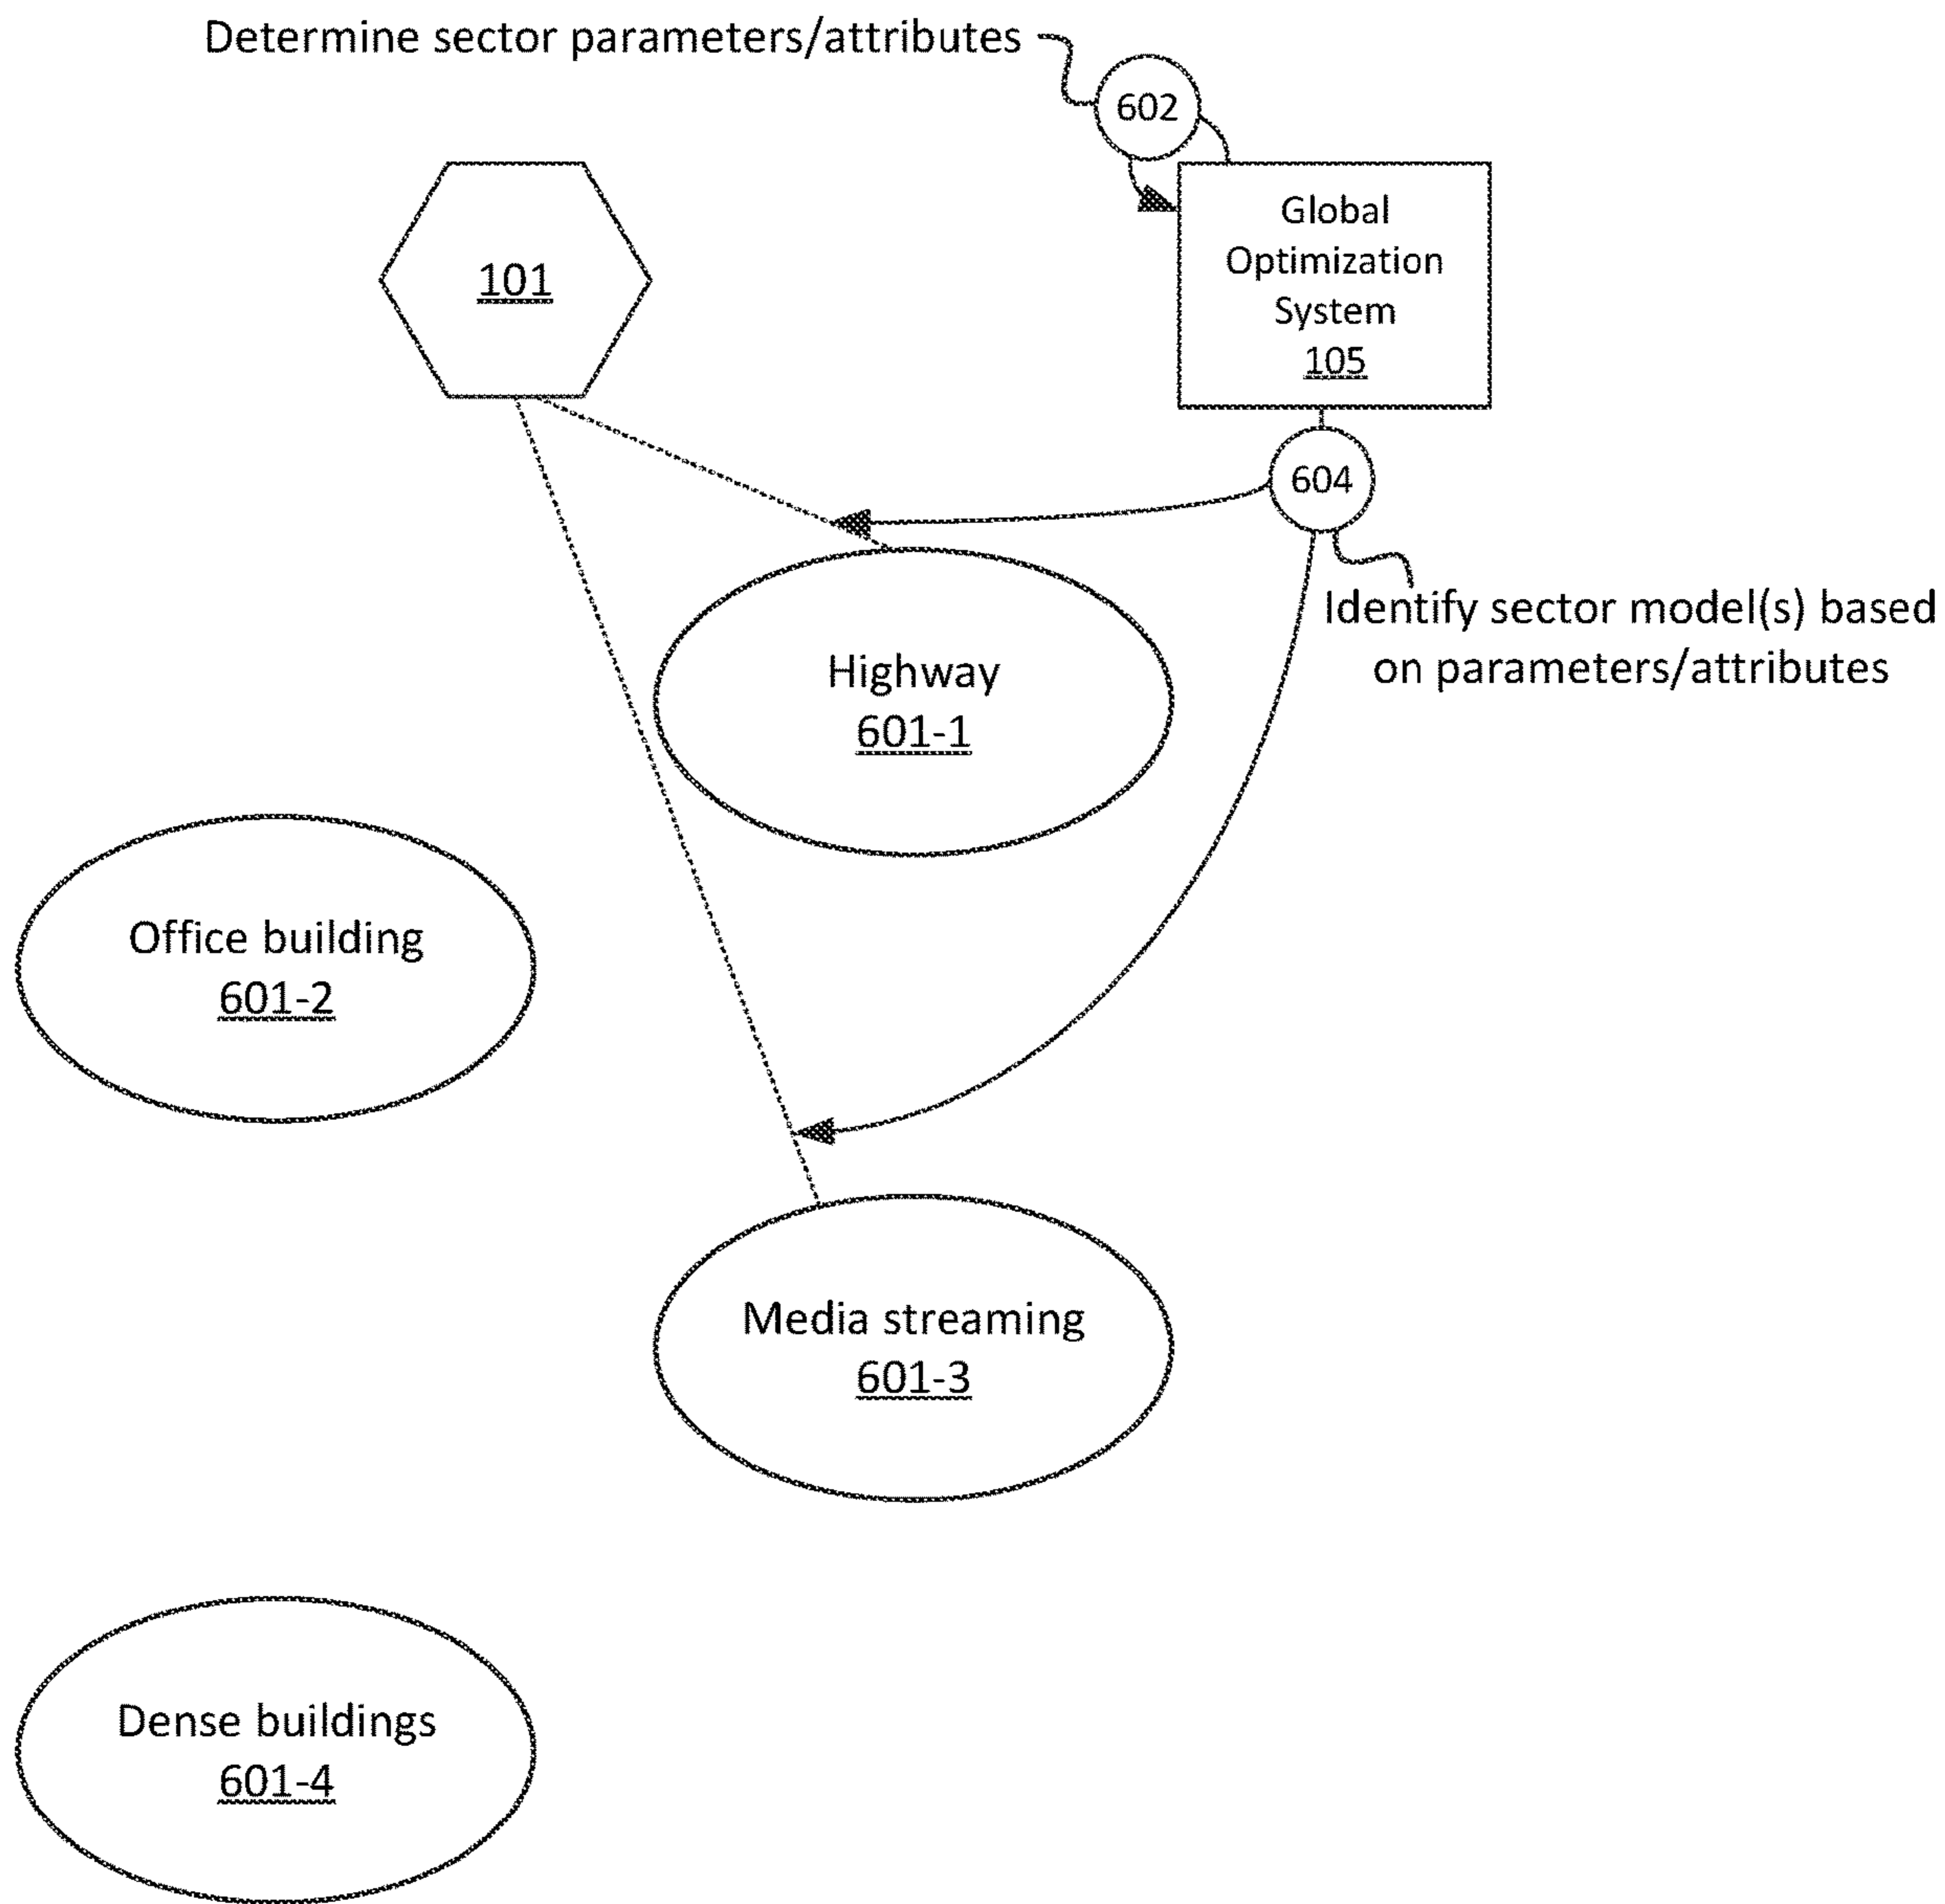 Determine sector parameters/attributes
602
101
Global
Optimization
System
105
604
Identify sector model(s) based
on parameters/attributes
Highway
601-1
Office building
601-2
Media streaming
601-3
Dense buildings
601-4